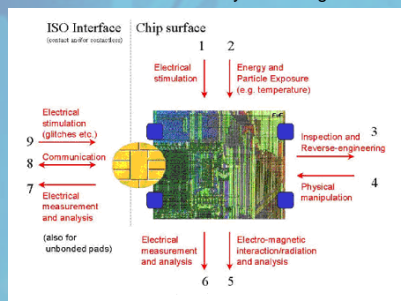 ISO Interface
(contact and/or contactless)
Chip surface
1
2
Electrical
stimulation
Energy and
Particle Exposure
(e.g. temperature)
Electrical
stimulation
(glitches etc.)
9
8
Communication
7
Electrical
measurement
and analysis
(also for
unbonded pads)
3
Inspection and
Reverse-engineering
4
Physical
manipulation
Electrical
measurement
and analysis
Electro-magnetic
interaction/radiation
and analysis
6
5